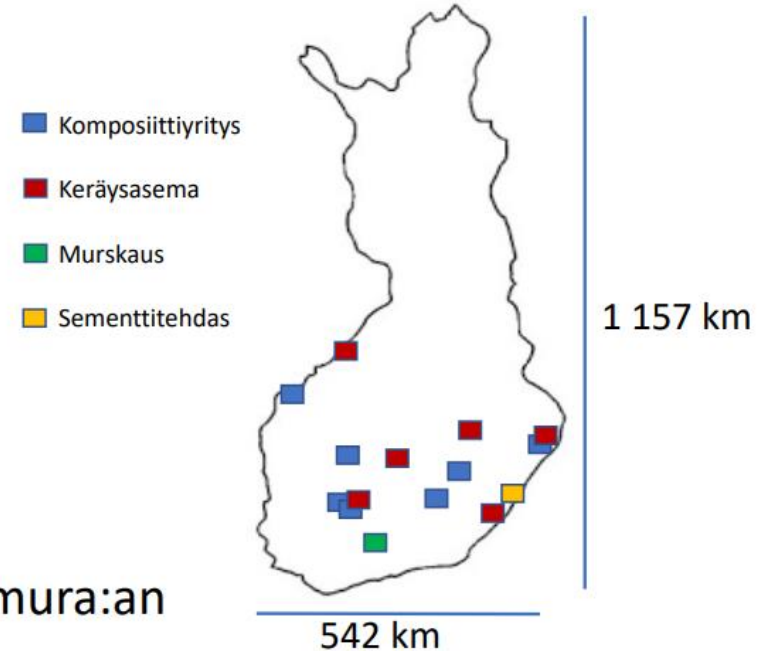 Komposiittiyritys
Keräysasema
Murskaus
Sementtitehdas
1 157 km
mura:an
542 km